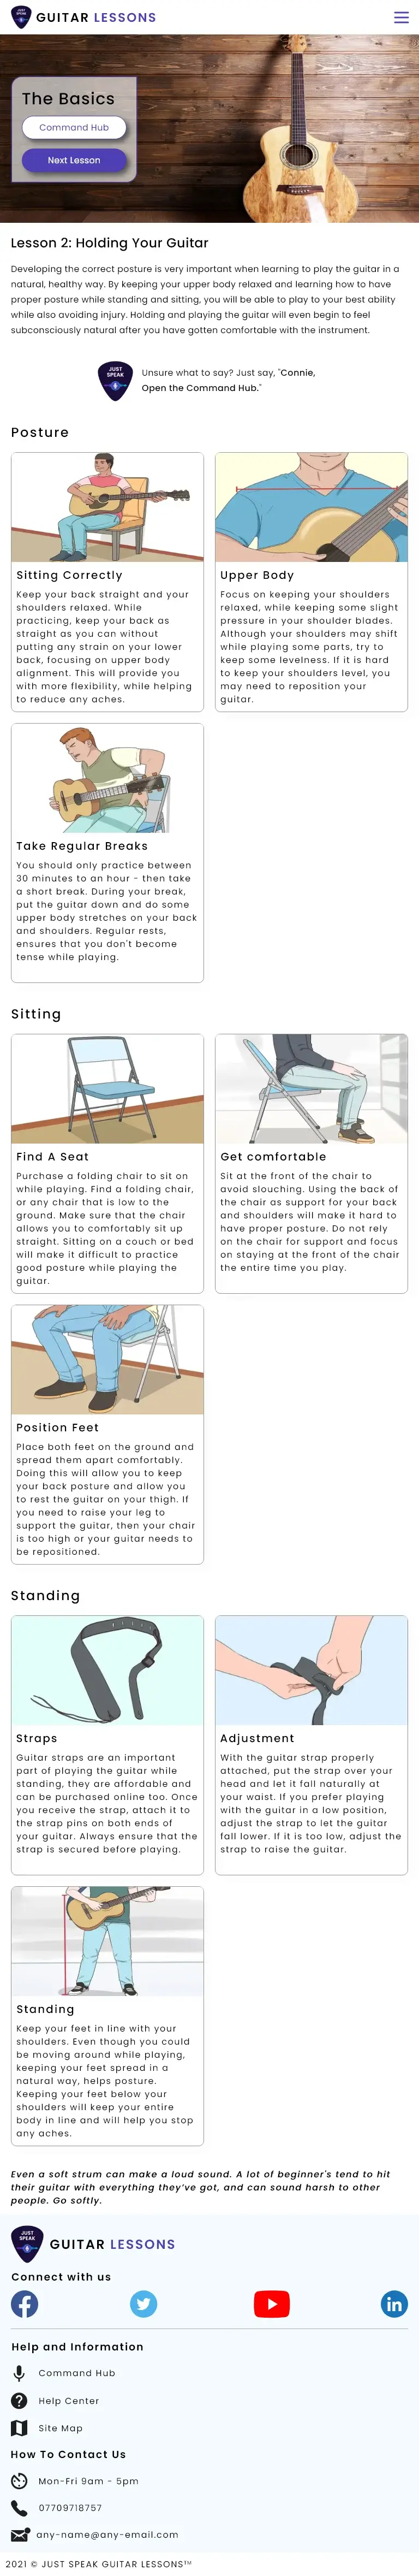 JUST
SPEAK
GUITAR LESSONS
The Basics
Command Hub
Next Lesson
Lesson 2: Holding Your Guitar
Developing the correct posture is very important when learning to play the guitar in a
natural, healthy way. By keeping your upper body relaxed and learning how to have
proper posture while standing and sitting, you will be able to play to your best ability
while also avoiding injury. Holding and playing the guitar will even begin to feel
subconsciously natural after you have gotten comfortable with the instrument.
JUST
SPEAK
Unsure what to say? Just say, "Connie,
Open the Command Hub."
Posture
Sitting Correctly
Keep your back straight and your
shoulders relaxed. While
practicing, keep your back as
straight as you can without
putting any strain on your lower
back, focusing on upper body
alignment. This will provide you
with more flexibility, while helping
to reduce any aches.
Upper Body
Focus on keeping your shoulders
relaxed, while keeping some slight
pressure in your shoulder blades.
Although your shoulders may shift
while playing some parts, try to
keep some levelness. If it is hard
to keep your shoulders level, you
may need to reposition your
guitar.
Take Regular Breaks
You should only practice between
30 minutes to an hour - then take
a short break. During your break,
put the guitar down and do some
upper body stretches on your back
and shoulders. Regular rests,
ensures that you don't become
tense while playing.
Sitting
Find A Seat
Purchase a folding chair to sit on
while playing. Find a folding chair,
or any chair that is low to the
ground. Make sure that the chair
allows you to comfortably sit up
straight. Sitting on a couch or bed
will make it difficult to practice
good posture while playing the
guitar.
Get comfortable
Sit at the front of the chair to
avoid slouching. Using the back of
the chair as support for your back
and shoulders will make it hard to
have proper posture. Do not rely
on the chair for support and focus
on staying at the front of the chair
the entire time you play.
Position Feet
Place both feet on the ground and
spread them apart comfortably.
Doing this will allow you to keep
your back posture and allow you
to rest the guitar on your thigh. If
you need to raise your leg to
support the guitar, then your chair
is too high or your guitar needs to
be repositioned.
Standing
Straps
Guitar straps are an important
part of playing the guitar while
standing, they are affordable and
can be purchased online too. Once
you receive the strap, attach it to
the strap pins on both ends of
your guitar. Always ensure that the
strap is secured before playing.
Adjustment
With the guitar strap properly
attached, put the strap over your
head and let it fall naturally at
your waist. If you prefer playing
with the guitar in a low position,
adjust the strap to let the guitar
fall lower. If it is too low, adjust the
strap to raise the guitar.
Standing
Keep your feet in line with your
shoulders. Even though you could
be moving around while playing,
keeping your feet spread in a
natural way, helps posture.
Keeping your feet below your
shoulders will keep your entire
body in line and will help you stop
any aches.
Even a soft strum can make a loud sound. A lot of beginner's tend to hit
their guitar with everything they've got, and can sound harsh to other
people. Go softly.
JUST
SPEAK
GUITAR LESSONS
Connect with us
Help and Information
Command Hub
Help Center
Site Map
How To Contact Us
Mon-Fri 9am - 5pm
07709718757
any-name@any-email.com
2021 © JUST SPEAK GUITAR LESSONS™